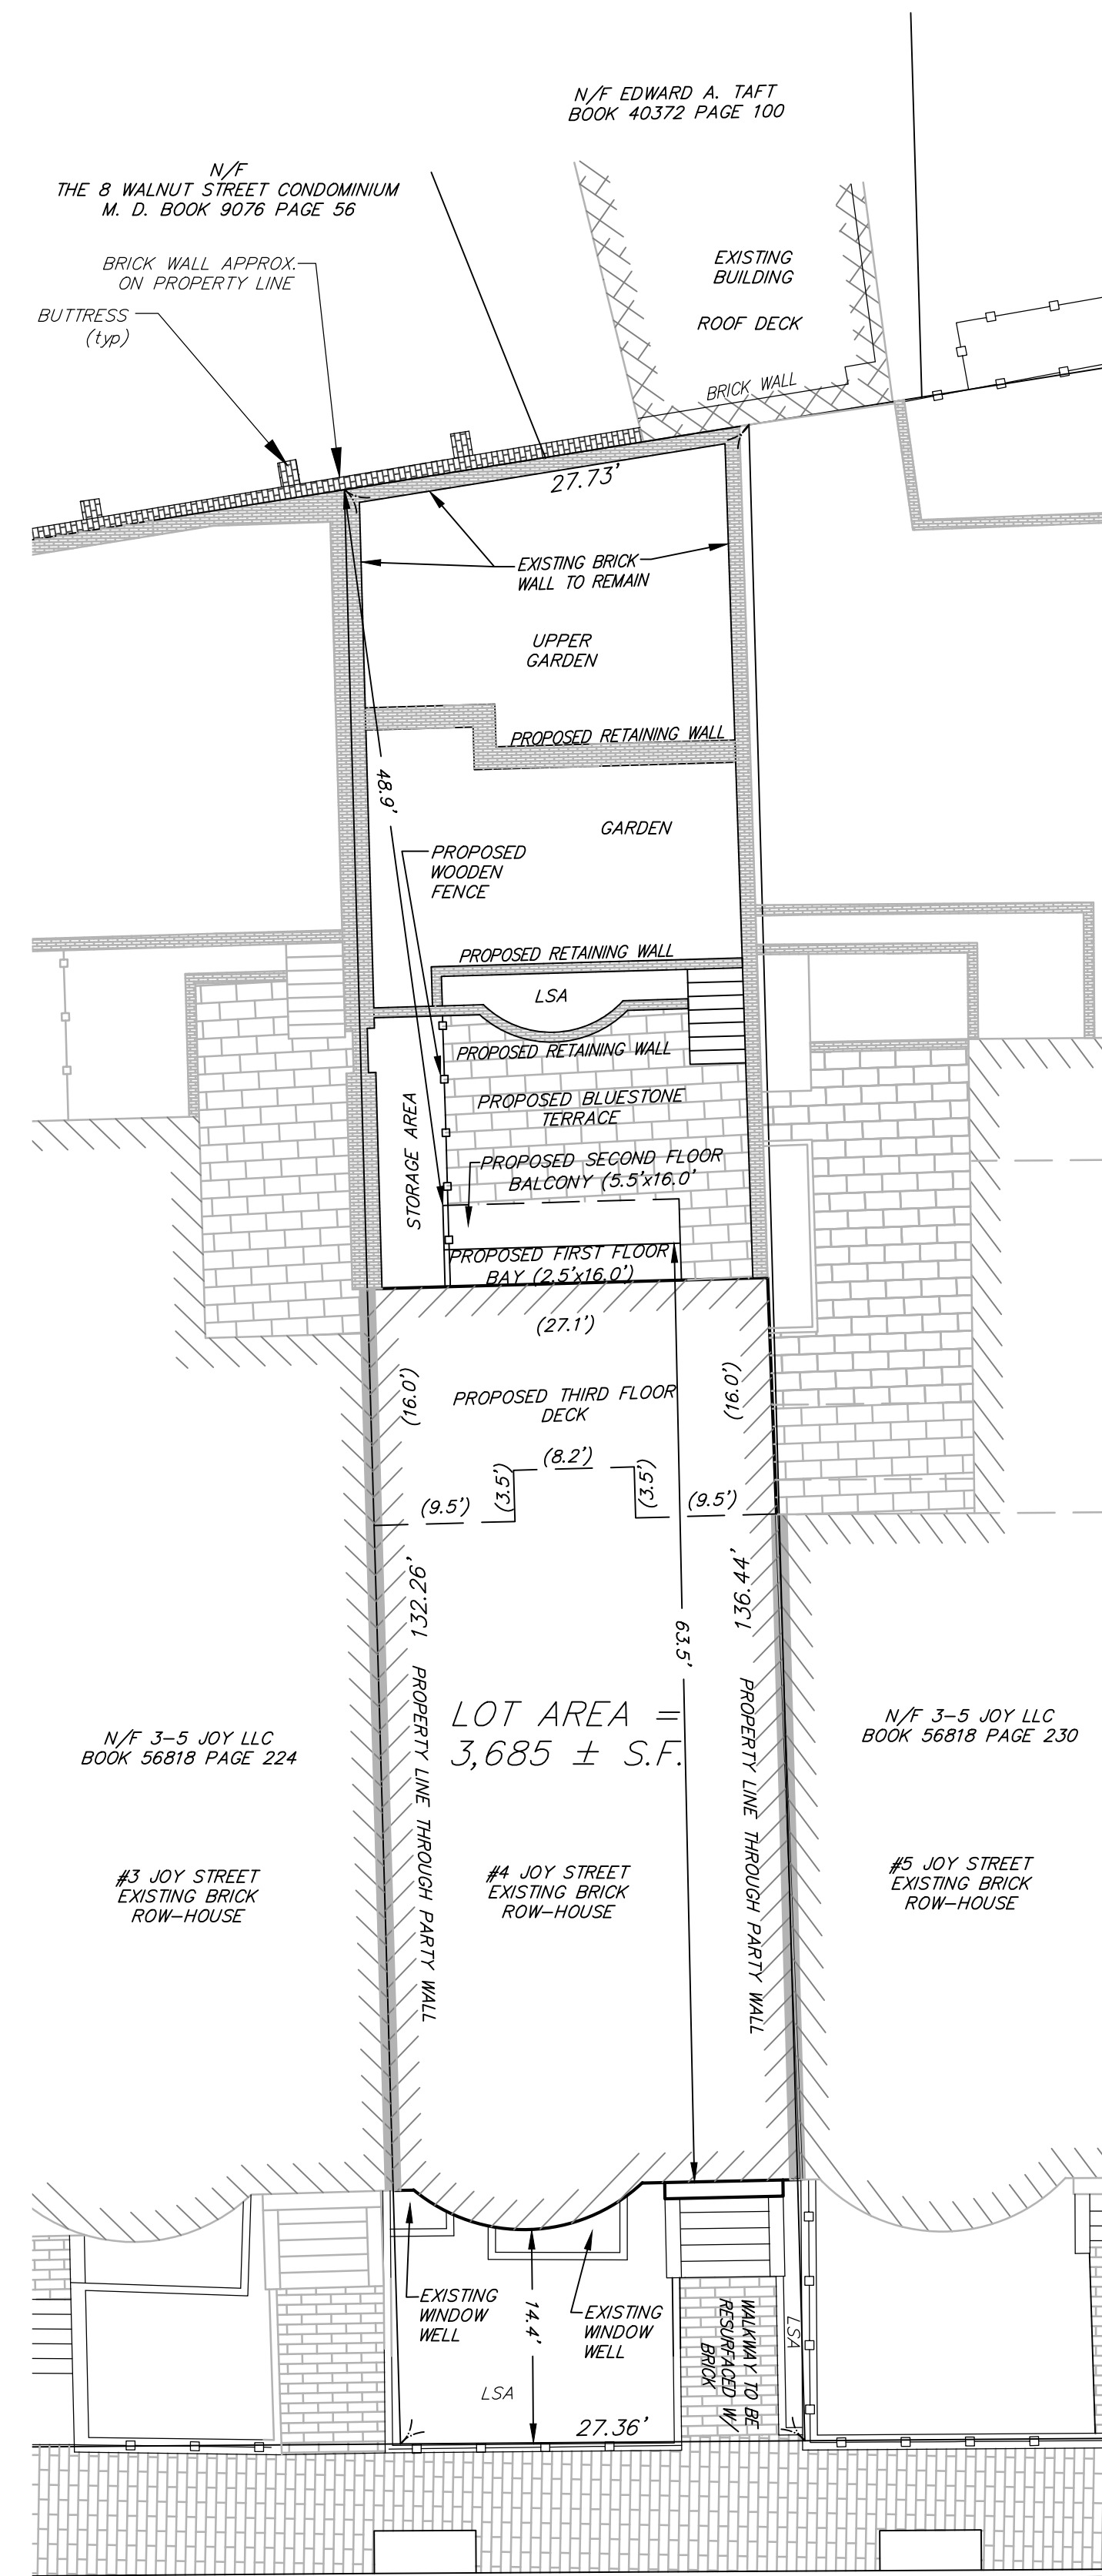 N/F EDWARD A. TAFT
BOOK 40372 PAGE 100
N/F
THE 8 WALNUT STREET CONDOMINIUM
M. D. BOOK 9076 PAGE 56
BRICK WALL APPROX.
ON PROPERTY LINE
BUTTRESS
(typ)
EXISTING
BUILDING
ROOF DECK
BRICK WALL
27.73'
EXISTING BRICK
WALL TO REMAIN
UPPER
GARDEN
PROPOSED RETAINING WALL
48.9'
GARDEN
PROPOSED
WOODEN
FENCE
PROPOSED RETAINING WALL
LSA
PROPOSED RETAINING WALL
PROPOSED BLUESTONE
TERRACE
STORAGE AREA
PROPOSED SECOND FLOOR
BALCONY (5.5'x16.0'
PROPOSED FIRST FLOOR
BAY (2.5'x16.0')
(27.1')
(16.0')
(19.0')
PROPOSED THIRD FLOOR
DECK
(8.2')
(3.5')
(3.5')
(9.5')
(9.5')
132.26'
136.44'
63.5'
PROPERTY LINE THROUGH PARTY WALL
PROPERTY LINE THROUGH PARTY WALL
LOT AREA =
3,685 ± S.F.
N/F 3-5 JOY LLC
BOOK 56818 PAGE 224
N/F 3-5 JOY LLC
BOOK 56818 PAGE 230
#3 JOY STREET
EXISTING BRICK
ROW-HOUSE
#4 JOY STREET
EXISTING BRICK
ROW-HOUSE
#5 JOY STREET
EXISTING BRICK
ROW-HOUSE
EXISTING
WINDOW
WELL
14.4'
EXISTING
WINDOW
WELL
WALKWAY TO BE
RESURFACED W/
BRICK
LSA
LSA
27.36'